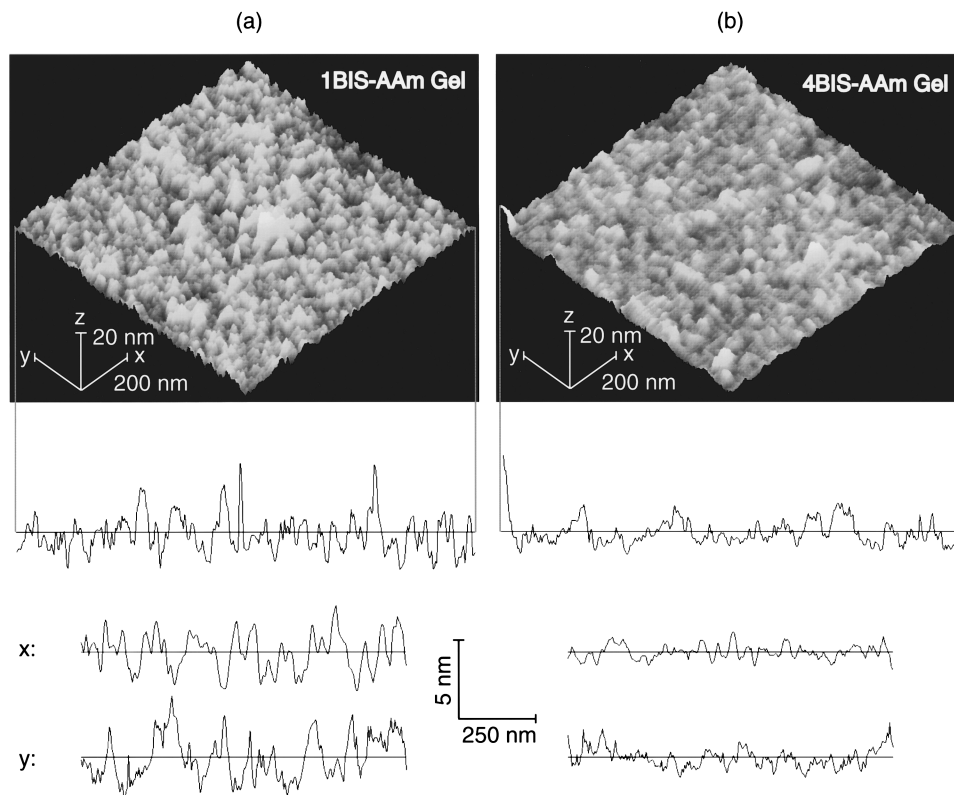 (a)
(b)
1BIS-AAm Gel
4BIS-AAm Gel
z
20 nm
y
x
200 nm
z
20 nm
y
x
200 nm
x:
5 nm
250 nm
y: